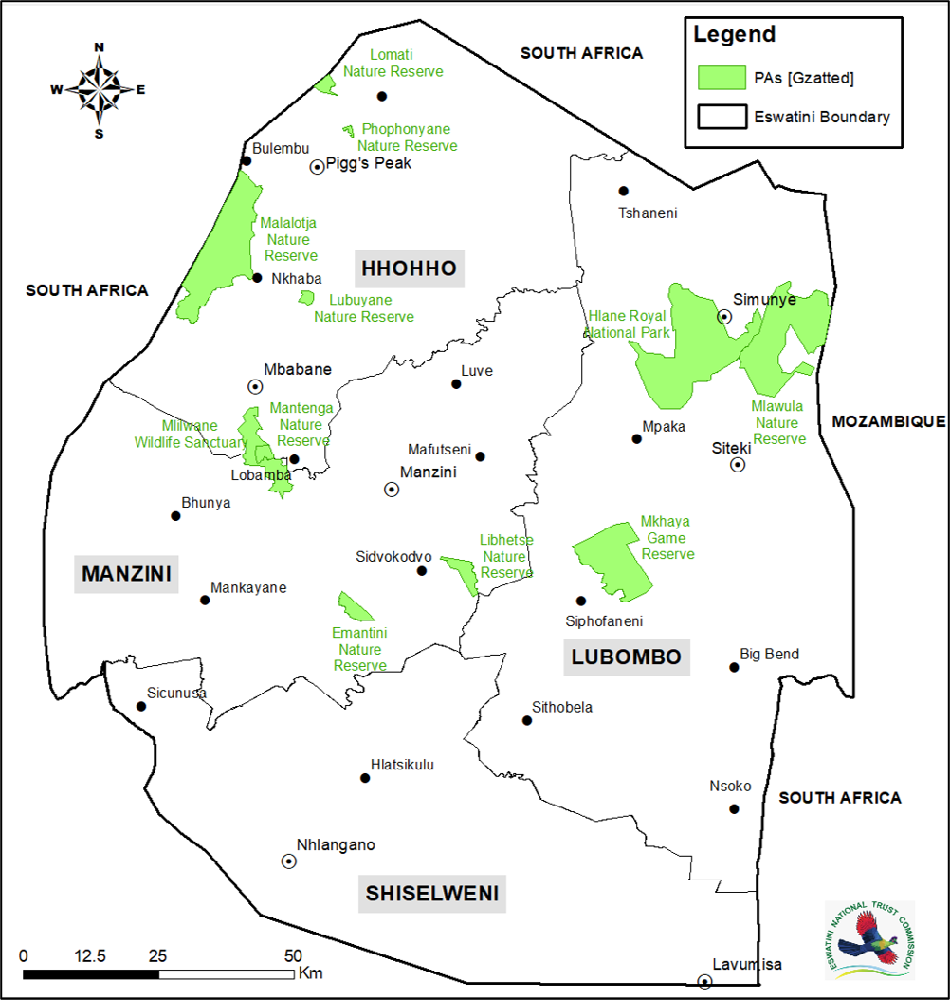 Legend
PAs [Gzatted]
Eswatini Boundary
N
W
E
S
SOUTH AFRICA
Lomati
Nature Reserve
Phophonyane
Nature Reserve
Bulembu
Pigg's Peak
Tshaneni
Malalotja
Nature
Reserve
HHOHHO
Nkhaba
SOUTH AFRICA
Lubuyane
Nature Reserve
Simunye
Hlane Royal
National Park
Mbabane
Luve
Mlawula
Nature
Reserve
MOZAMBIQUE
Mantenga
Nature
Reserve
Mlilwane
Wildlife Sanctuary
Mpaka
Siteki
Mafutseni
Lobamba
Manzini
Bhunya
Mkhaya
Game
Reserve
Libhetse
Nature
Reserve
Sidvokodvo
MANZINI
Mankayane
Siphofaneni
Emantini
Nature
Reserve
LUBOMBO
Big Bend
Sicunusa
Sithobela
Hlatsikulu
Nsoko
SOUTH AFRICA
Nhlangano
SHISELWENI
ESWATINI NATIONAL TRUST COMMISSION
0 12.5 25 50
Km
Lavumisa